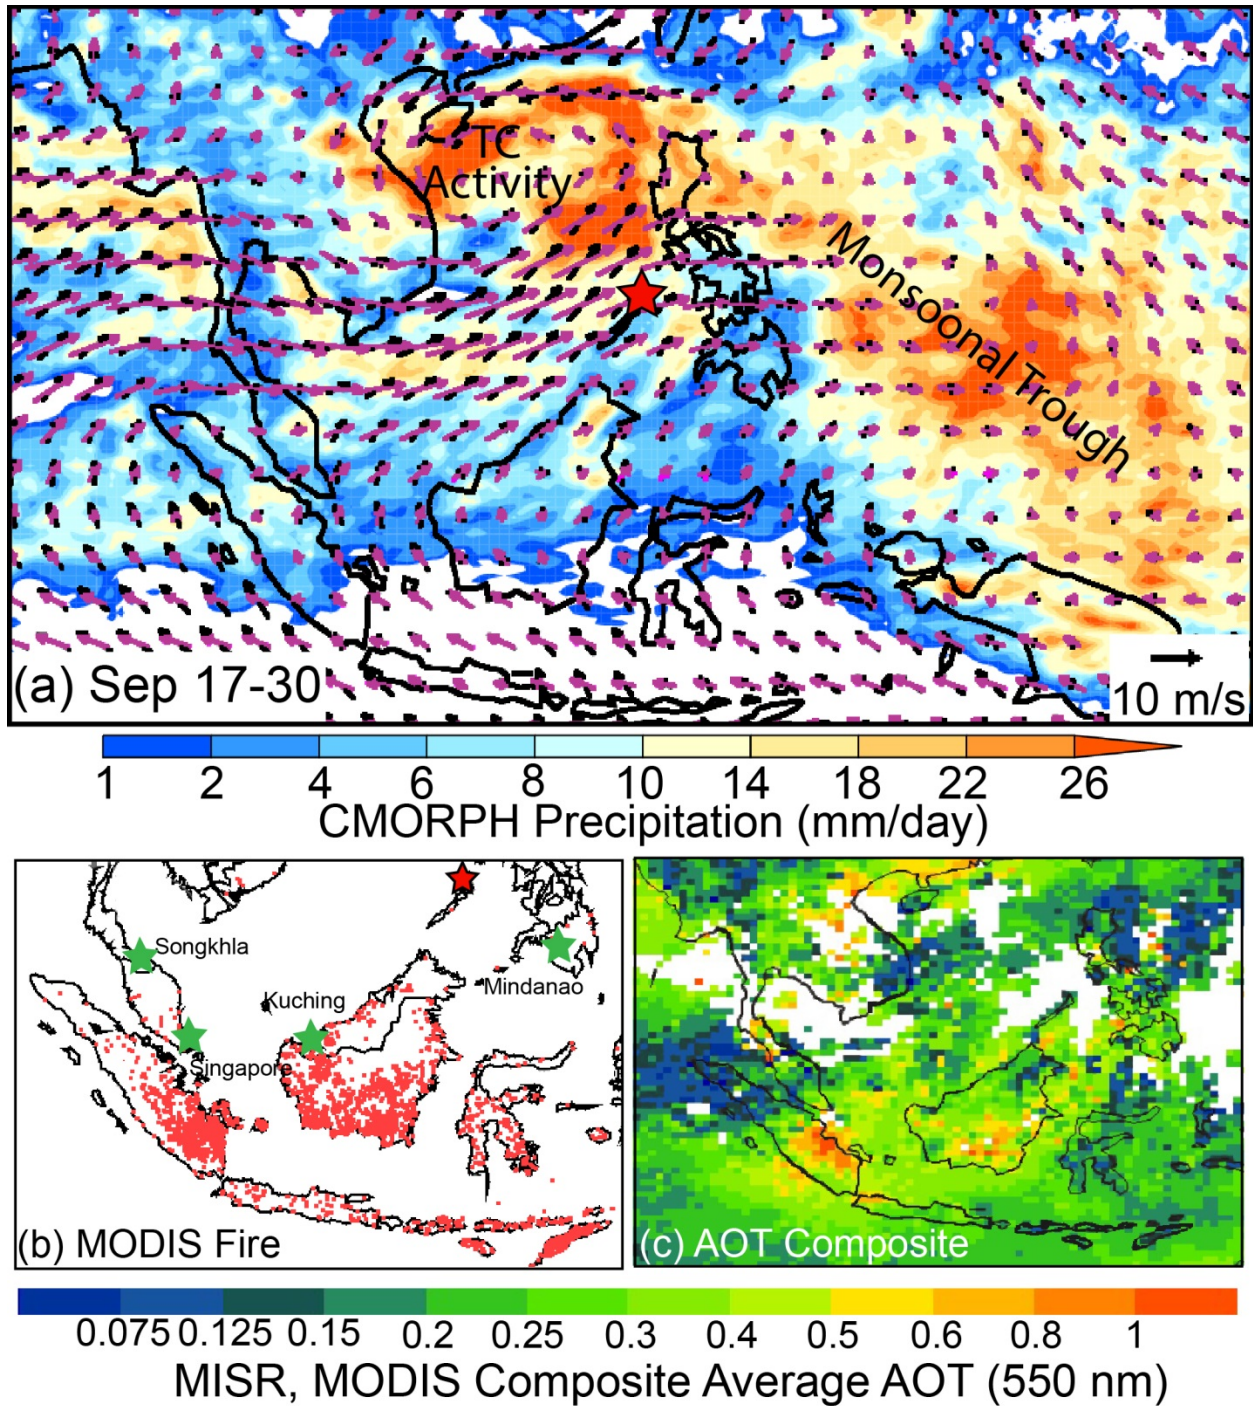 TC
Activity
Monsoonal Trough
(a) Sep 17-30
10 m/s
1 2 4 6 8 10 14 18 22 26
CMORPH Precipitation (mm/day)
Songkhla
Kuching
Mindanao
Singapore
(b) MODIS Fire
(c) AOT Composite
0.075 0.125 0.15 0.2 0.25 0.3 0.4 0.5 0.6 0.8 1
MISR, MODIS Composite Average AOT (550 nm)